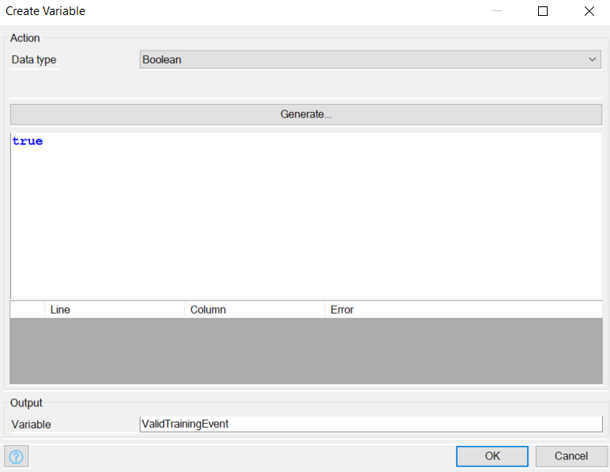 Create Variable
Action
Data type Boolean
Generate...
true
Line Column Error
Output
Variable ValidTrainingEvent
? OK Cancel